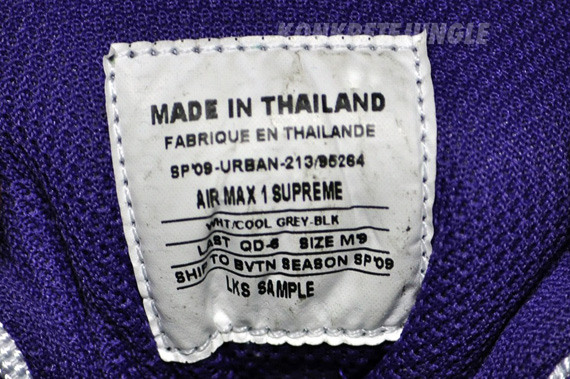 KONKRETEJUNGLE
MADE IN THAILAND
FABRIQUE EN THAILANDE
SP'09-URBAN-213/95264
AIR MAX 1 SUPREME
WHT/COOL GREY-BLK
LAST QD-6 SIZE M'9
SHIP TO BVTN SEASON SP'09
LKS SAMPLE